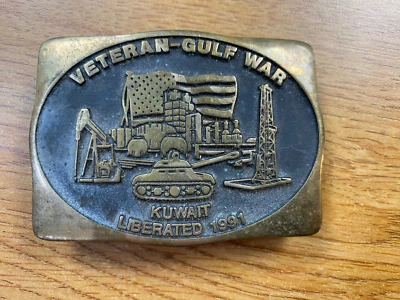 VETERAN-GULF WAR
KUWAIT
LIBERATED 1991